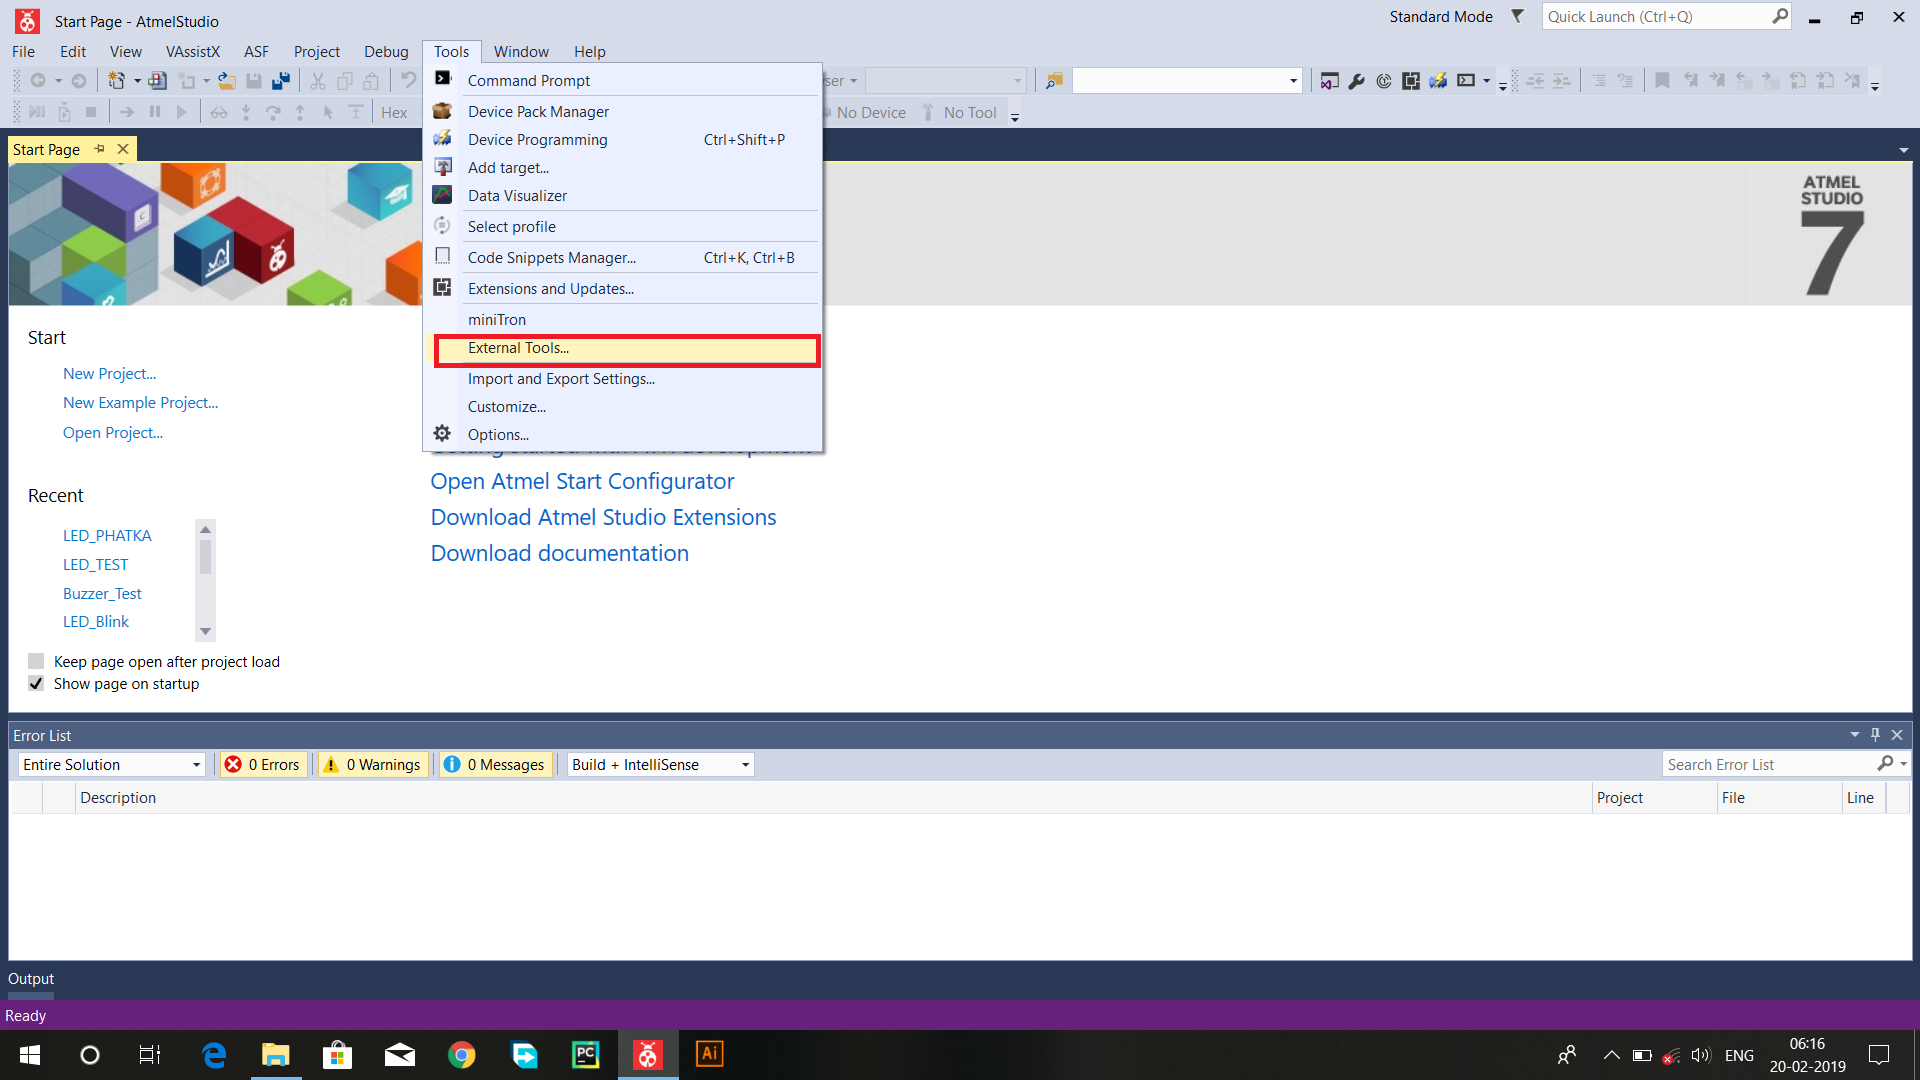 Start Page - AtmelStudio
Standard Mode
Quick Launch (Ctrl+Q)
File Edit View VAssistX ASF Project Debug Tools Window Help
Hex
No Device No Tool
Command Prompt
Device Pack Manager
Device Programming Ctrl+Shift+P
Add target...
Data Visualizer
Select profile
Code Snippets Manager... Ctrl+K, Ctrl+B
Extensions and Updates...
miniTron
External Tools...
Import and Export Settings...
Customize...
Options...
Start Page
ATMEL
STUDIO
7
Start
New Project...
New Example Project...
Open Project...
Recent
LED_PHATKA
LED_TEST
Buzzer_Test
LED_Blink
Keep page open after project load
Show page on startup
Open Atmel Start Configurator
Download Atmel Studio Extensions
Download documentation
Error List
Entire Solution 0 Errors 0 Warnings 0 Messages Build + IntelliSense
Search Error List
Description Project File Line
Output
Ready
PC
Ai
ENG
06:16
20-02-2019